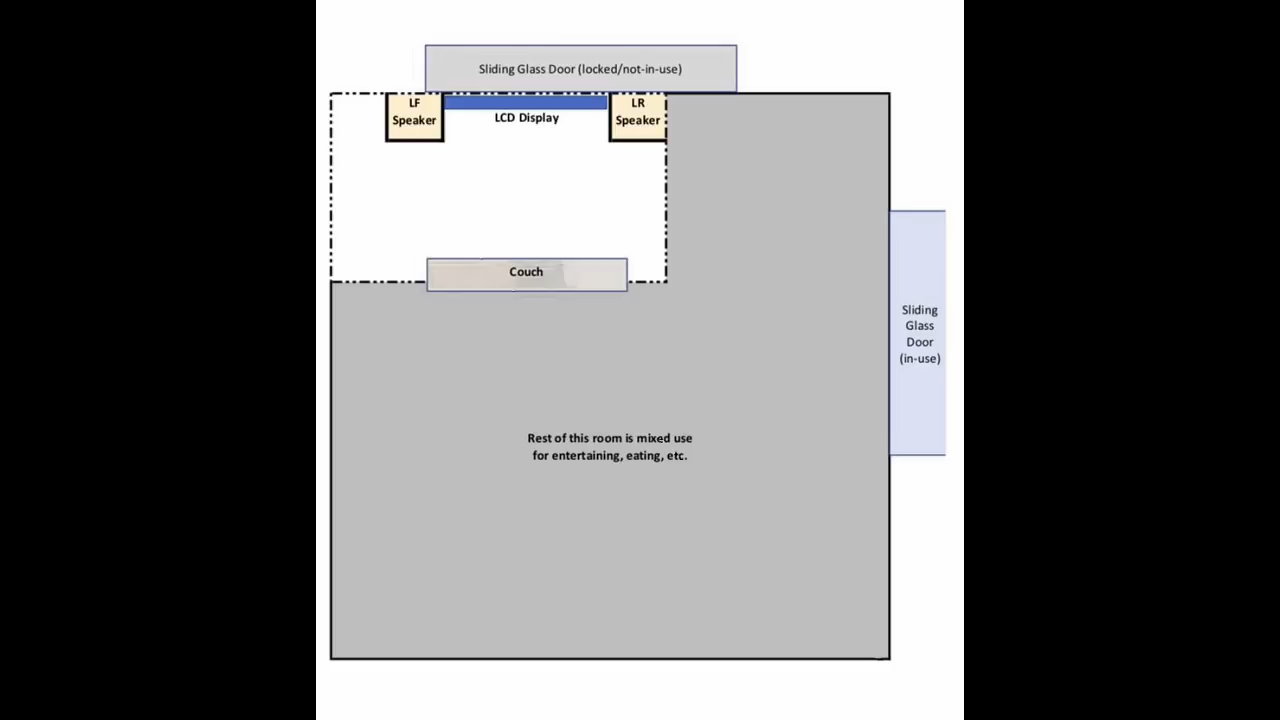 Sliding Glass Door (locked/not-in-use)
LF
Speaker
LCD Display
LR
Speaker
Couch
Sliding
Glass
Door
(in-use)
Rest of this room is mixed use
for entertaining, eating, etc.